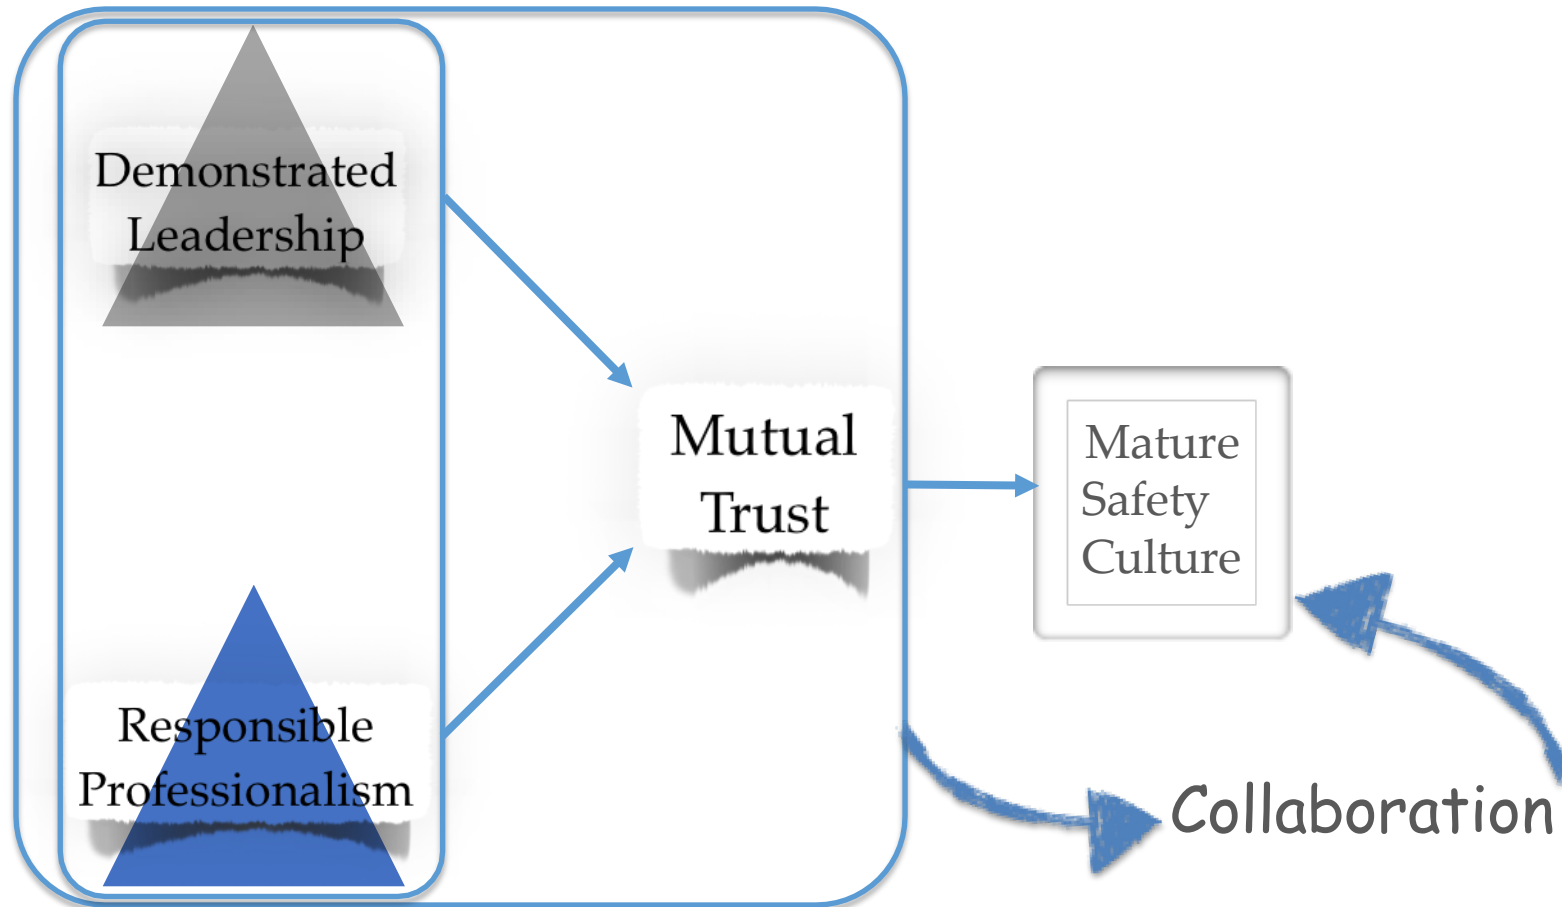 Demonstrated
Leadership
Mutual
Trust
Mature
Safety
Culture
Responsible
Professionalism
Collaboration